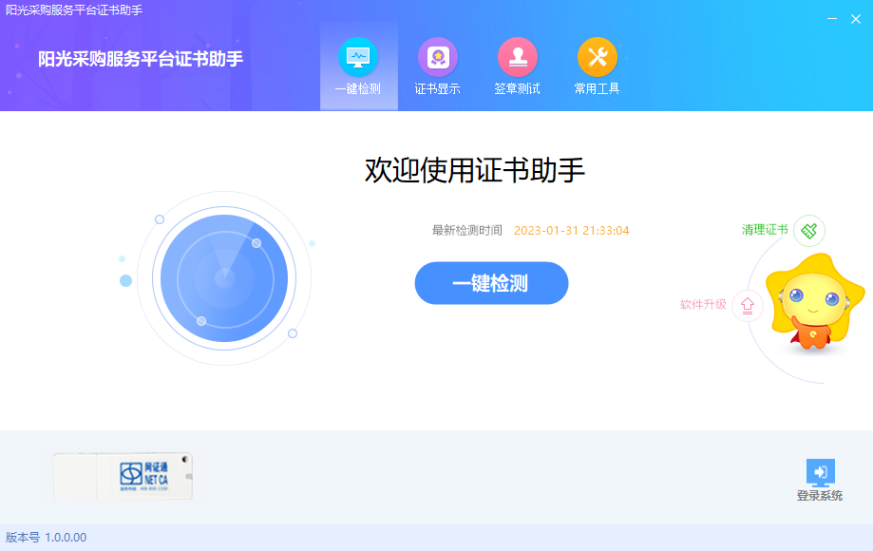 阳光采购服务平台证书助手
阳光采购服务平台证书助手
一键检测
证书显示
签章测试
常用工具
欢迎使用证书助手
最新检测时间 2023-01-31 21:33:04
一键检测
清理证书
软件升级
网证通
NET CA
登录系统
版本号 1.0.0.00